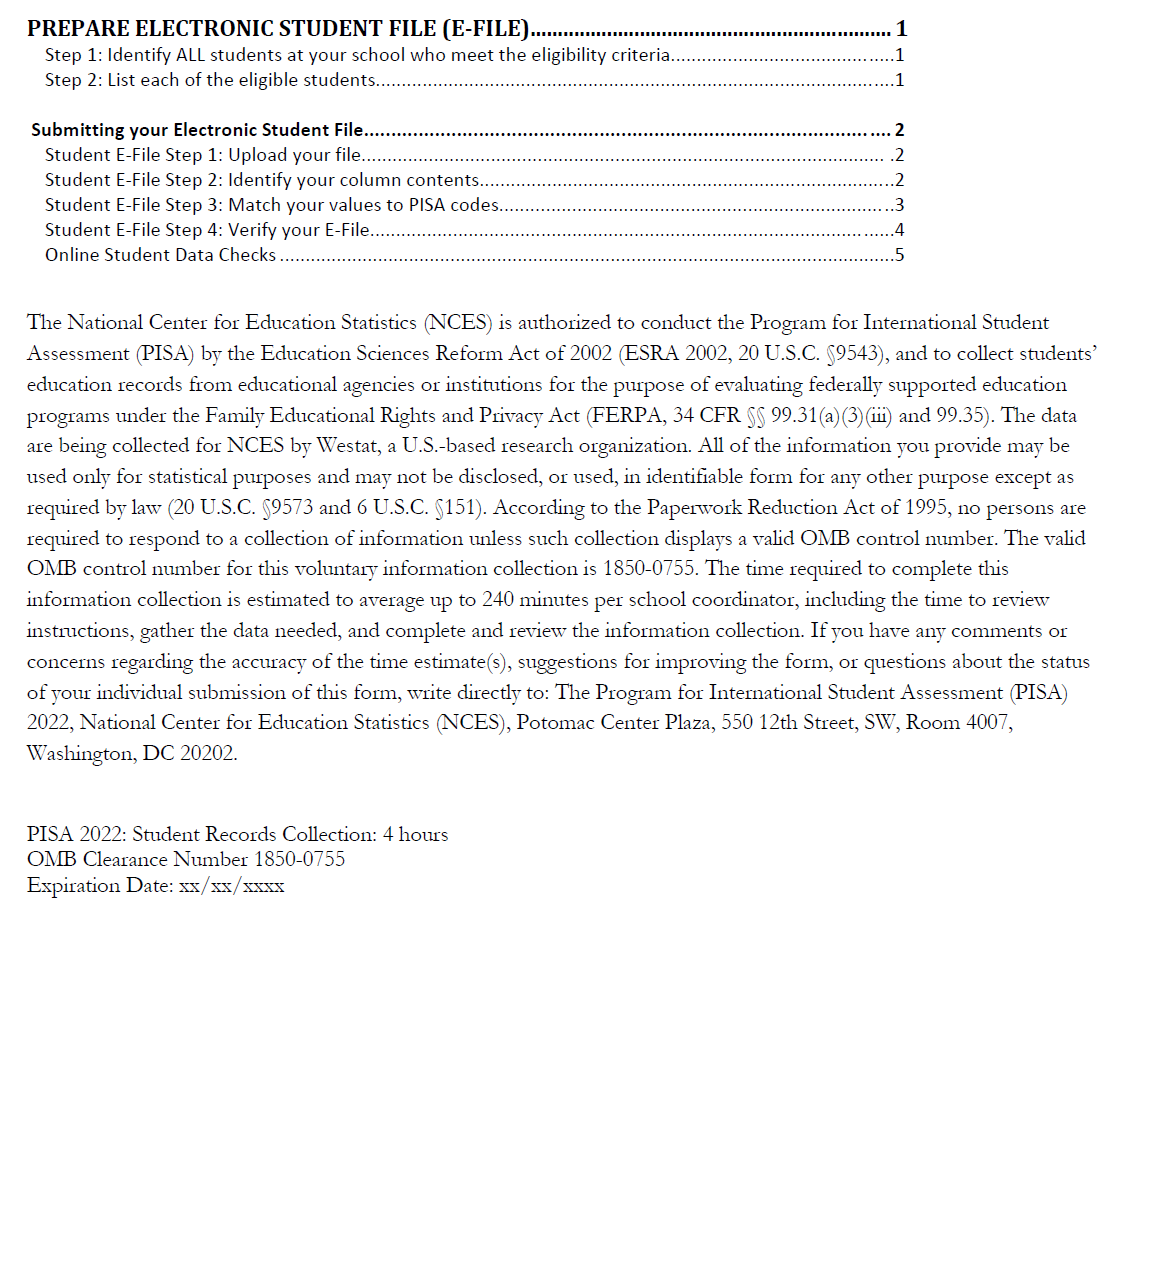 PREPARE ELECTRONIC STUDENT FILE (E-FILE)........................................................................ 1
Step 1: Identify ALL students at your school who meet the eligibility criteria...........................................1
Step 2: List each of the eligible students....................................................................................................1
Submitting your Electronic Student File.................................................................................................... 2
Student E-File Step 1: Upload your file.................................................................................................... .2
Student E-File Step 2: Identify your column contents................................................................................2
Student E-File Step 3: Match your values to PISA codes............................................................................3
Student E-File Step 4: Verify your E-File.....................................................................................................4
Online Student Data Checks ......................................................................................................................5
The National Center for Education Statistics (NCES) is authorized to conduct the Program for International Student
Assessment (PISA) by the Education Sciences Reform Act of 2002 (ESRA 2002, 20 U.S.C. §9543), and to collect students’
education records from educational agencies or institutions for the purpose of evaluating federally supported education
programs under the Family Educational Rights and Privacy Act (FERPA, 34 CFR §§ 99.31(a)(3)(iii) and 99.35). The data
are being collected for NCES by Westat, a U.S.-based research organization. All of the information you provide may be
used only for statistical purposes and may not be disclosed, or used, in identifiable form for any other purpose except as
required by law (20 U.S.C. §9573 and 6 U.S.C. §151). According to the Paperwork Reduction Act of 1995, no persons are
required to respond to a collection of information unless such collection displays a valid OMB control number. The valid
OMB control number for this voluntary information collection is 1850-0755. The time required to complete this
information collection is estimated to average up to 240 minutes per school coordinator, including the time to review
instructions, gather the data needed, and complete and review the information collection. If you have any comments or
concerns regarding the accuracy of the time estimate(s), suggestions for improving the form, or questions about the status
of your individual submission of this form, write directly to: The Program for International Student Assessment (PISA)
2022, National Center for Education Statistics (NCES), Potomac Center Plaza, 550 12th Street, SW, Room 4007,
Washington, DC 20202.
PISA 2022: Student Records Collection: 4 hours
OMB Clearance Number 1850-0755
Expiration Date: xx/xx/xxxx